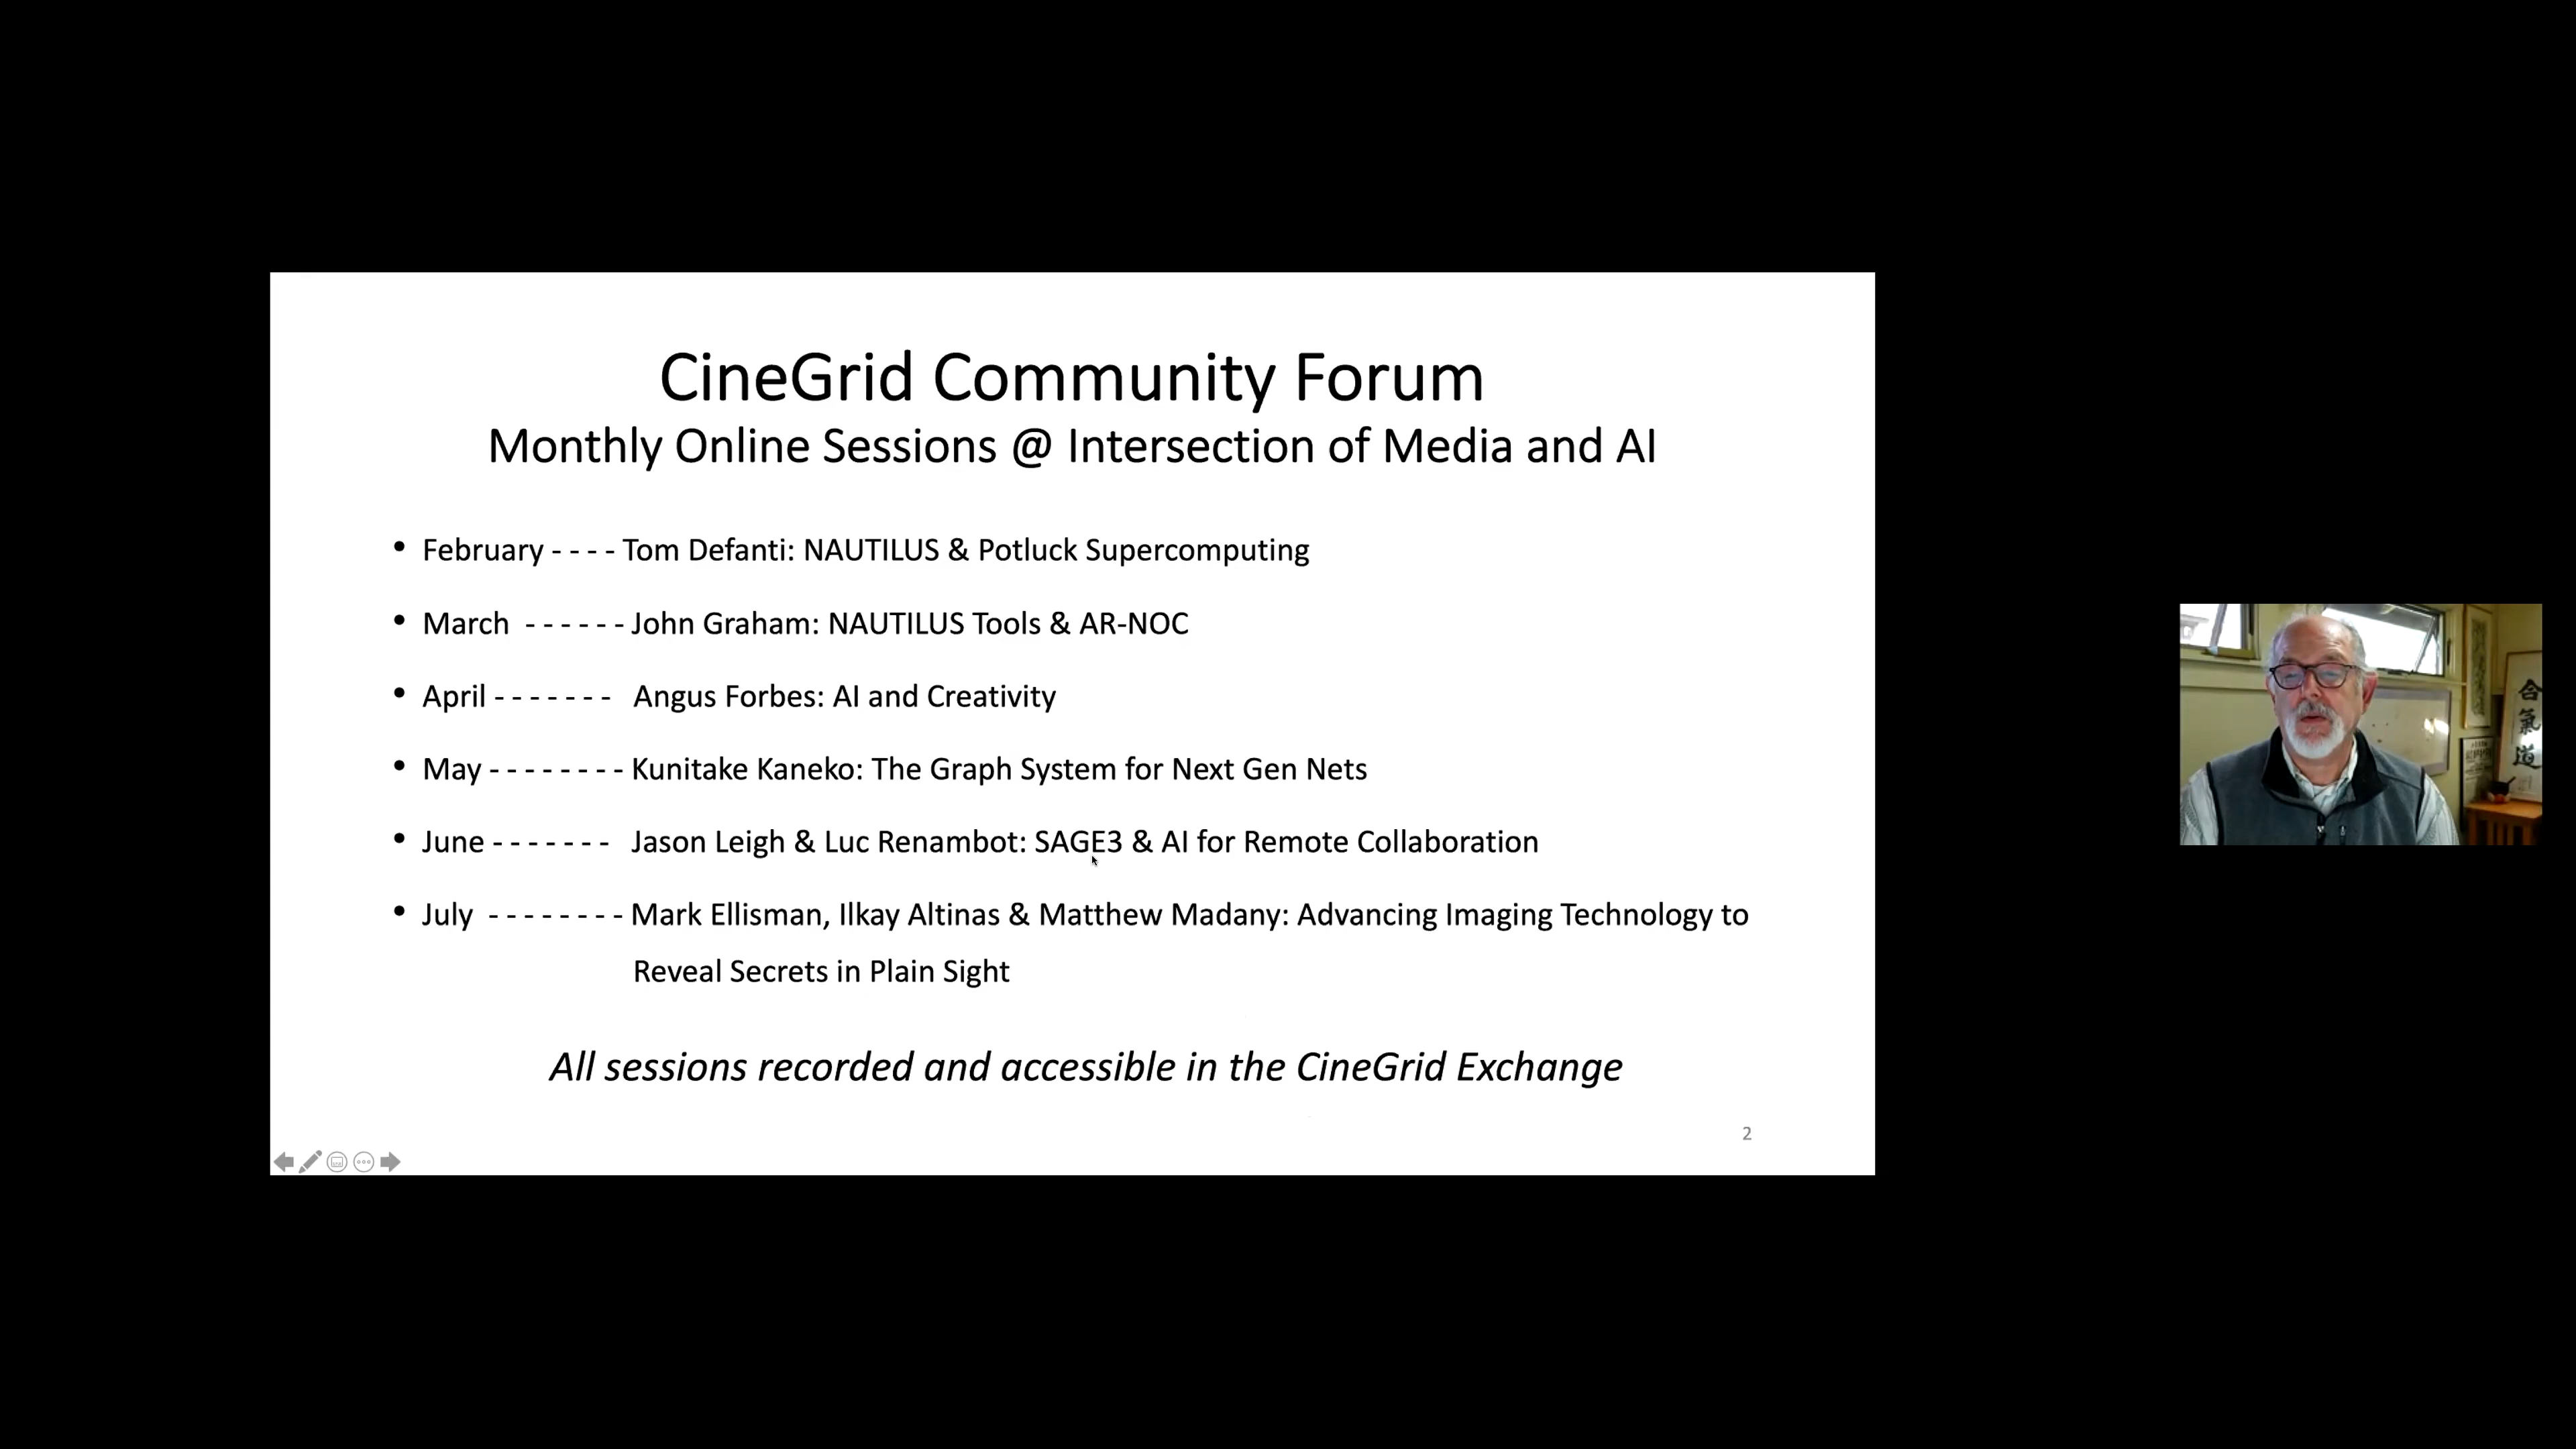 CineGrid Community Forum
Monthly Online Sessions @ Intersection of Media and AI
• February - - - - Tom Defanti: NAUTILUS & Potluck Supercomputing
• March - - - - - - John Graham: NAUTILUS Tools & AR-NOC
• April - - - - - - - Angus Forbes: AI and Creativity
• May - - - - - - - - Kunitake Kaneko: The Graph System for Next Gen Nets
• June - - - - - - - Jason Leigh & Luc Renambot: SAGE3 & AI for Remote Collaboration
• July - - - - - - - - Mark Ellisman, Ilkay Altinas & Matthew Madany: Advancing Imaging Technology to
Reveal Secrets in Plain Sight
All sessions recorded and accessible in the CineGrid Exchange
2
合
氣
道